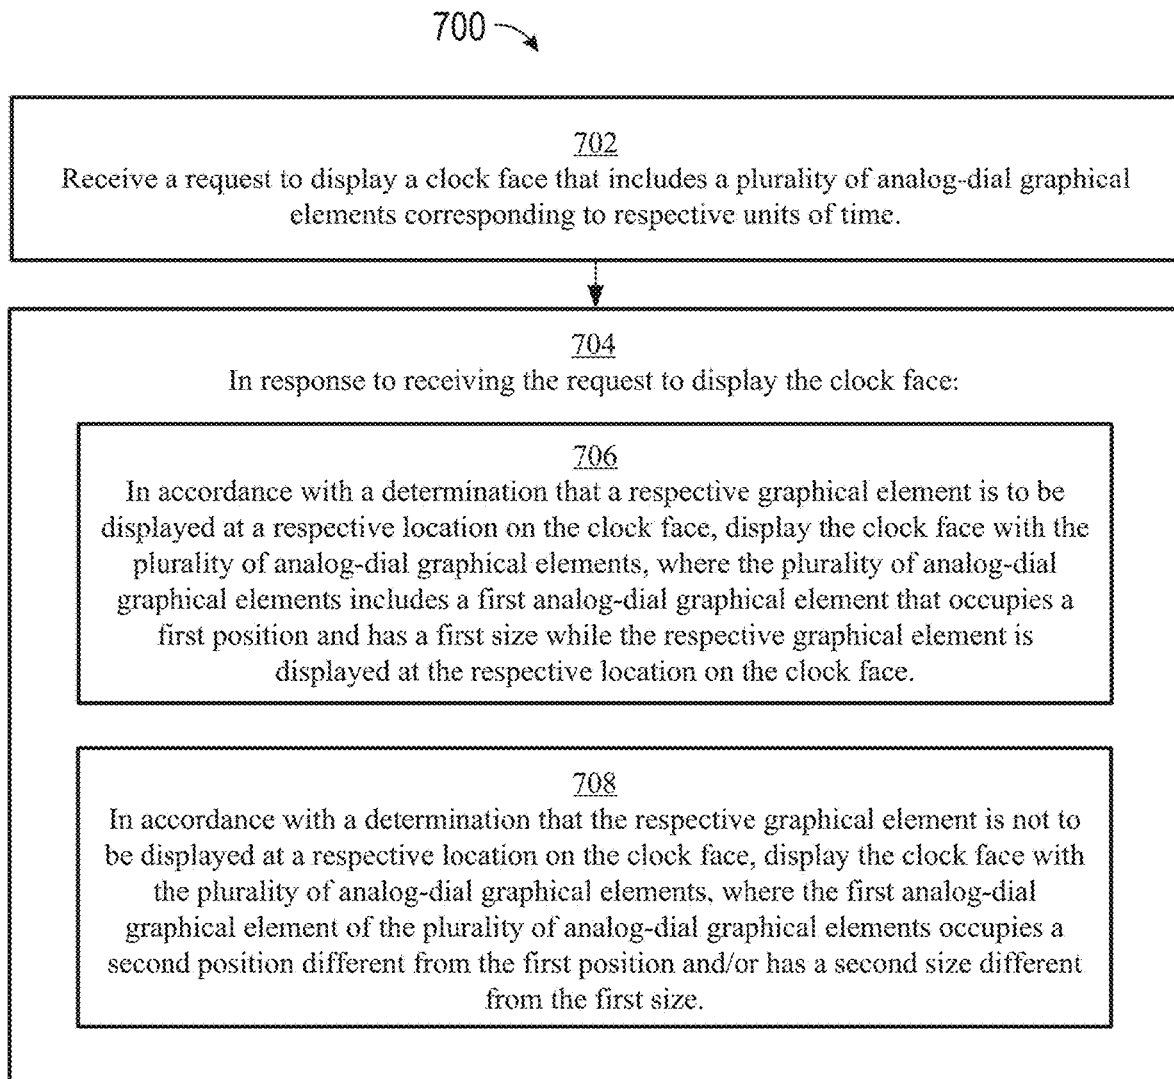 700
702
Receive a request to display a clock face that includes a plurality of analog-dial graphical
elements corresponding to respective units of time.
704
In response to receiving the request to display the clock face:
706
In accordance with a determination that a respective graphical element is to be
displayed at a respective location on the clock face, display the clock face with the
plurality of analog-dial graphical elements, where the plurality of analog-dial
graphical elements includes a first analog-dial graphical element that occupies a
first position and has a first size while the respective graphical element is
displayed at the respective location on the clock face.
708
In accordance with a determination that the respective graphical element is not to
be displayed at a respective location on the clock face, display the clock face with
the plurality of analog-dial graphical elements, where the first analog-dial
graphical element of the plurality of analog-dial graphical elements occupies a
second position different from the first position and/or has a second size different
from the first size.